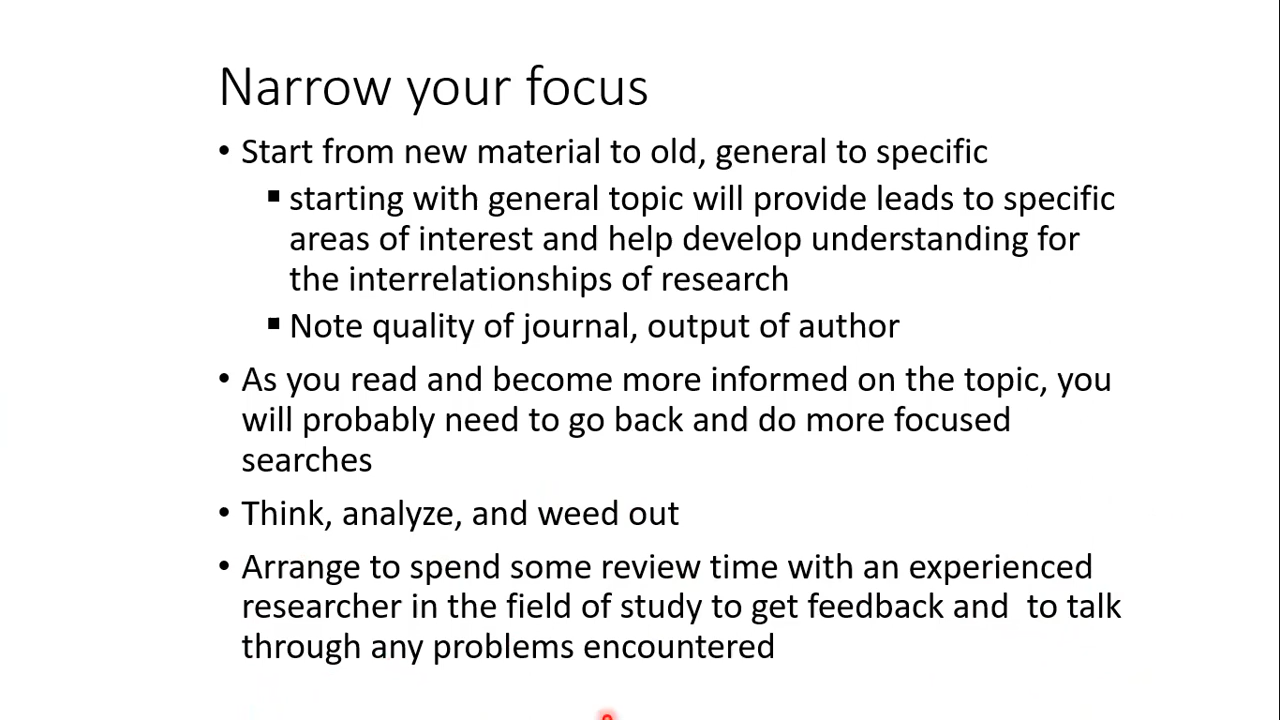 Narrow your focus
• Start from new material to old, general to specific
▪ starting with general topic will provide leads to specific
areas of interest and help develop understanding for
the interrelationships of research
▪ Note quality of journal, output of author
• As you read and become more informed on the topic, you
will probably need to go back and do more focused
searches
• Think, analyze, and weed out
• Arrange to spend some review time with an experienced
researcher in the field of study to get feedback and  to talk
through any problems encountered